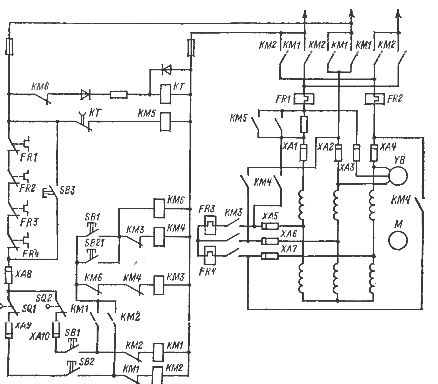 KM2 KM1 KM2 KM1 KM1 KM2
KM6 KT
KT KM5
FR1 FR2
KM5
XA1 XA2 XA3 XA4
FR1
FR2
SB3
FR3
FR4
YB
KM4
KM4
M
KM6
SB1 KM3 KM4
SB21
FR3 KM3 XA5
XA6
FR4 XA7
XA8
KM6 KM4 KM3
SQ1 SQ2
KM1 KM2
XA9 XA10 SB1
KM2 KM1
SB2
KM1 KM2